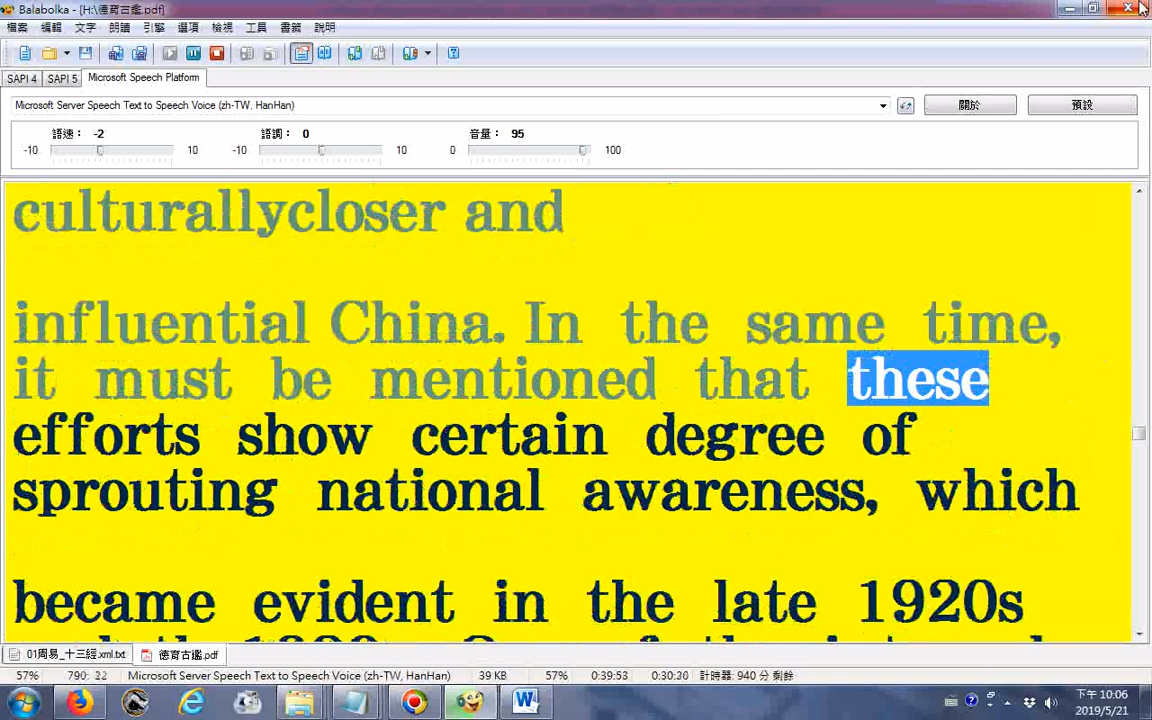 Balabolka - [H:\德育古鑑.pdf]
檔案 編輯 文字 朗讀 引擎 選項 檢視 工具 書籤 說明
SAPI 4 SAPI 5 Microsoft Speech Platform
Microsoft Server Speech Text to Speech Voice (zh-TW, HanHan) 關於 預設
語速： -2 語調： 0 音量： 95
-10 10 -10 10 0 100
culturallycloser and
influential China. In the same time,
it must be mentioned that these
efforts show certain degree of
sprouting national awareness, which
became evident in the late 1920s
01周易_十三經.xml.txt 德育古鑑.pdf
57% 790: 22 Microsoft Server Speech Text to Speech Voice (zh-TW, HanHan) 39 KB 57% 0:39:53 0:30:30 計時器: 940 分 剩餘
下午 10:06
2019/5/21